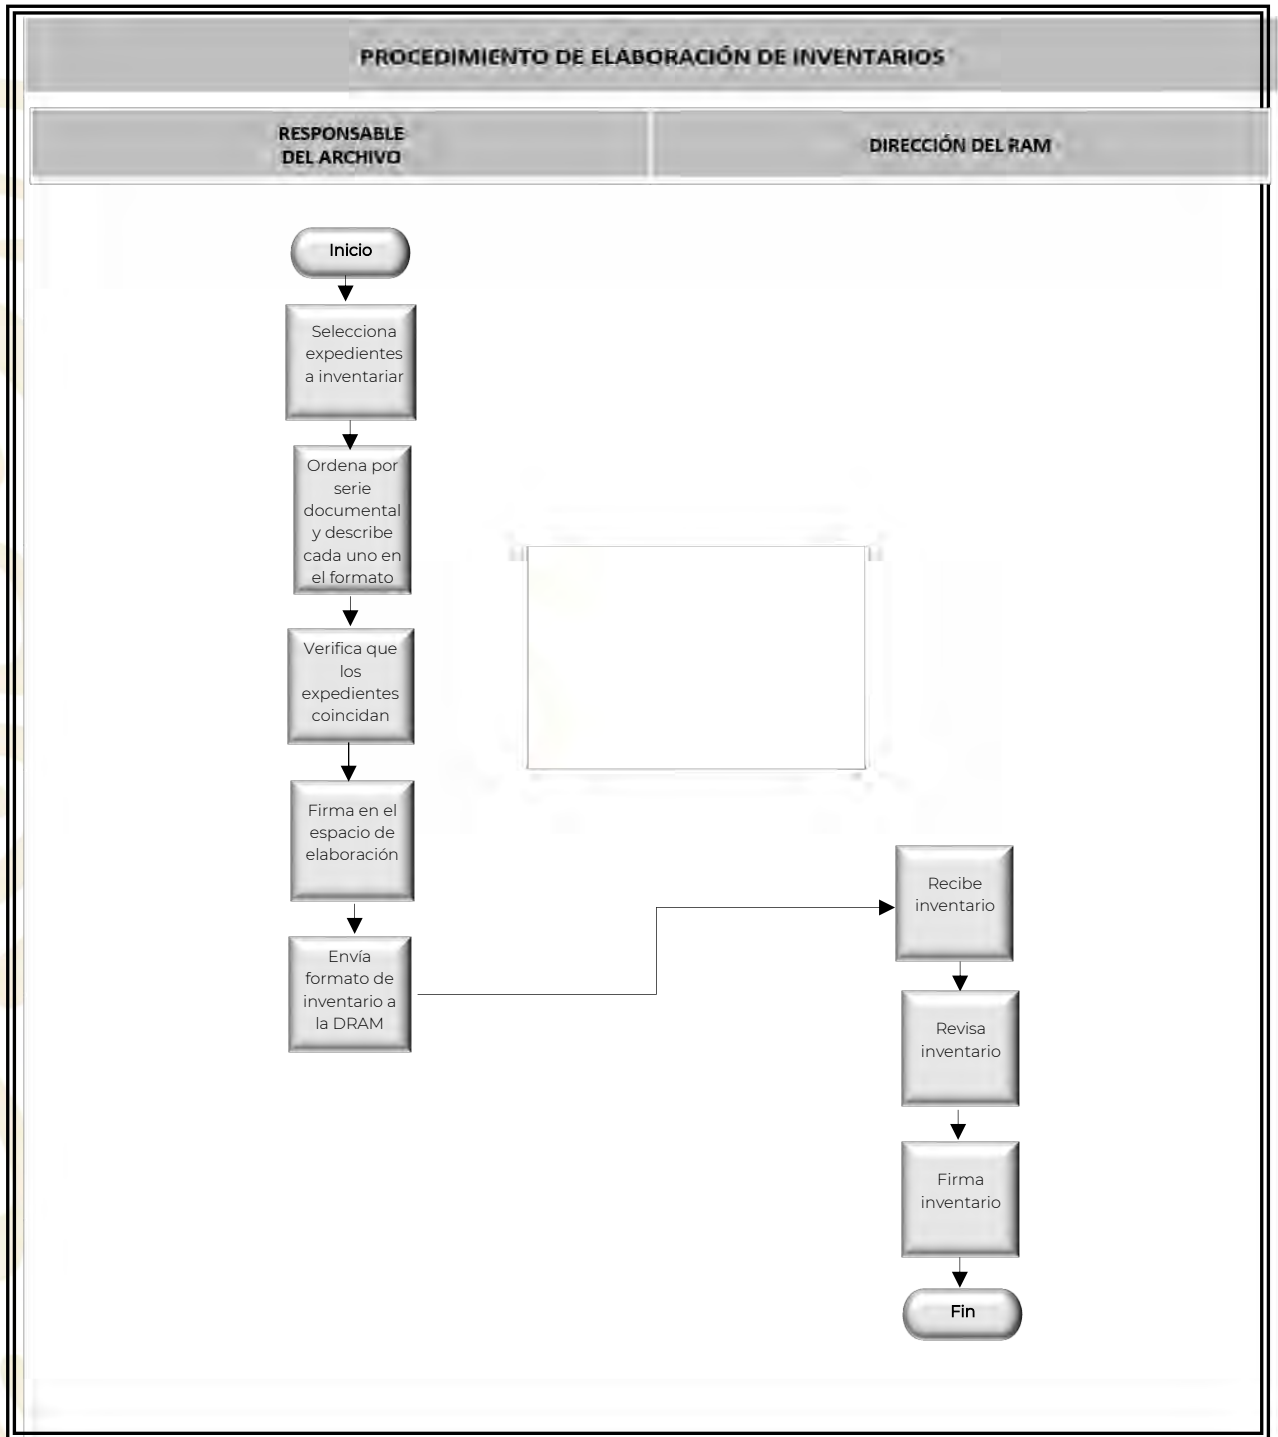 PROCEDIMIENTO DE ELABORACIÓN DE INVENTARIOS
RESPONSABLE
DEL ARCHIVO
DIRECCIÓN DEL RAM
Inicio
Selecciona
expedientes
a inventariar
Ordena por
serie
documental
y describe
cada uno en
el formato
Verifica que
los
expedientes
coincidan
Firma en el
espacio de
elaboración
Envía
formato de
inventario a
la DRAM
Recibe
inventario
Revisa
inventario
Firma
inventario
Fin